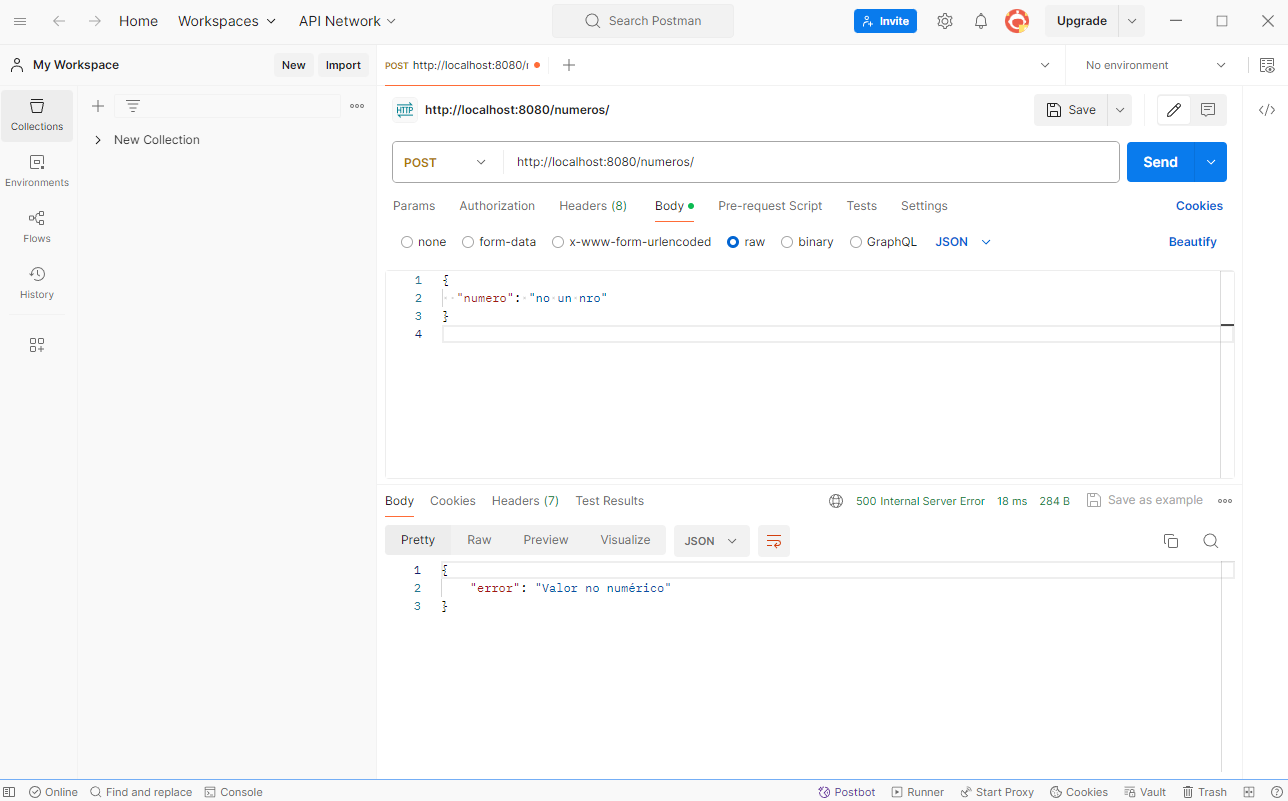 Home Workspaces API Network Search Postman Invite Upgrade
My Workspace New Import POST http://localhost:8080/ No environment
Collections
Environments
Flows
History
New Collection
HTTP http://localhost:8080/numeros/ Save
POST http://localhost:8080/numeros/ Send
Params Authorization Headers (8) Body Pre-request Script Tests Settings Cookies
none form-data x-www-form-urlencoded raw binary GraphQL JSON Beautify
1 {
2 "numero": "no un nro"
3 }
4
Body Cookies Headers (7) Test Results 500 Internal Server Error 18 ms 284 B Save as example
Pretty Raw Preview Visualize JSON
1 {
2 "error": "Valor no numérico"
3 }
Online Find and replace Console Postbot Runner Start Proxy Cookies Vault Trash